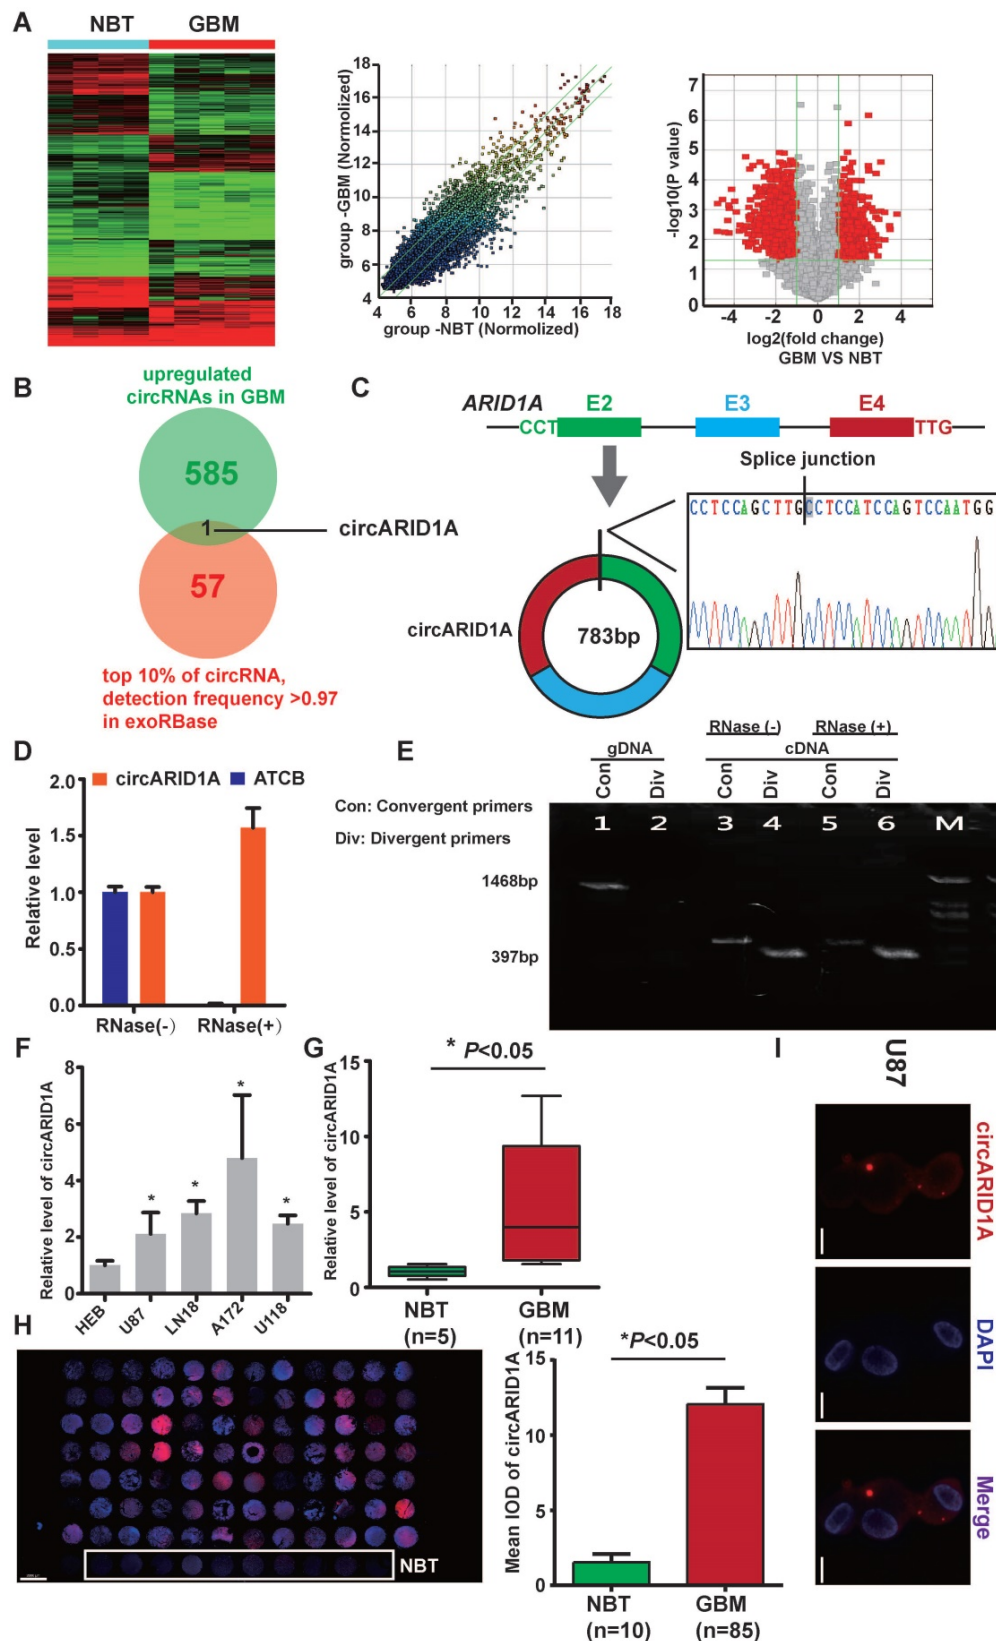 A
NBT
GBM
18
16
14
12
10
8
6
4
group -GBM (Normolized)
4 6 8 10 12 14 16 18
group -NBT (Normolized)
7
6
5
4
3
2
1
0
-log10(P value)
-4 -2 0 2 4
log2(fold change)
GBM VS NBT
B
upregulated
circRNAs in GBM
585
1
circARID1A
57
top 10% of circRNA,
detection frequency >0.97
in exoRBase
C
ARID1A
E2 E3 E4
CCT TTG
Splice junction
CCTCCAGCTTGCCTCCATCCAGTCCAATGG
circARID1A
783bp
D
circARID1A ATCB
2.0
1.5
1.0
0.5
0.0
Relative level
RNase(-) RNase(+)
E
RNase (-) RNase (+)
gDNA cDNA
Con Div Con Div Con Div
Con: Convergent primers
Div: Divergent primers
1 2 3 4 5 6 M
1468bp
397bp
F
8
6
4
2
0
Relative level of circARID1A
* * * *
HEB U87 LN18 A172 U118
G
* P<0.05
15
10
5
0
Relative level of circARID1A
NBT GBM
(n=5) (n=11)
H
NBT
*P<0.05
15
10
5
0
Mean IOD of circARID1A
NBT GBM
(n=10) (n=85)
I
U87
circARID1A
DAPI
Merge